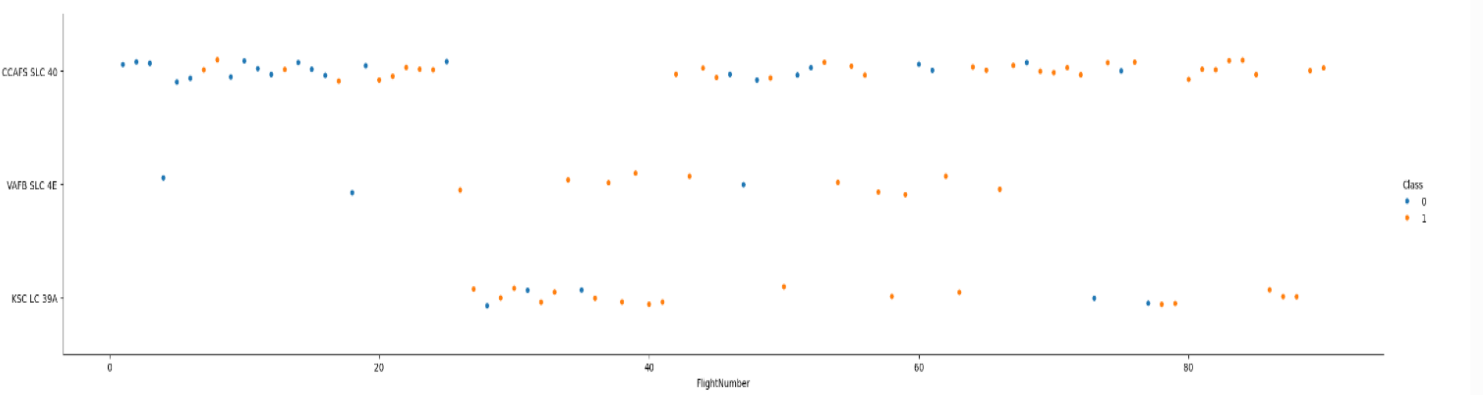 CCAFS SLC 40
VAFB SLC 4E
KSC LC 39A
0 20 40 60 80
FlightNumber
Class
0
1